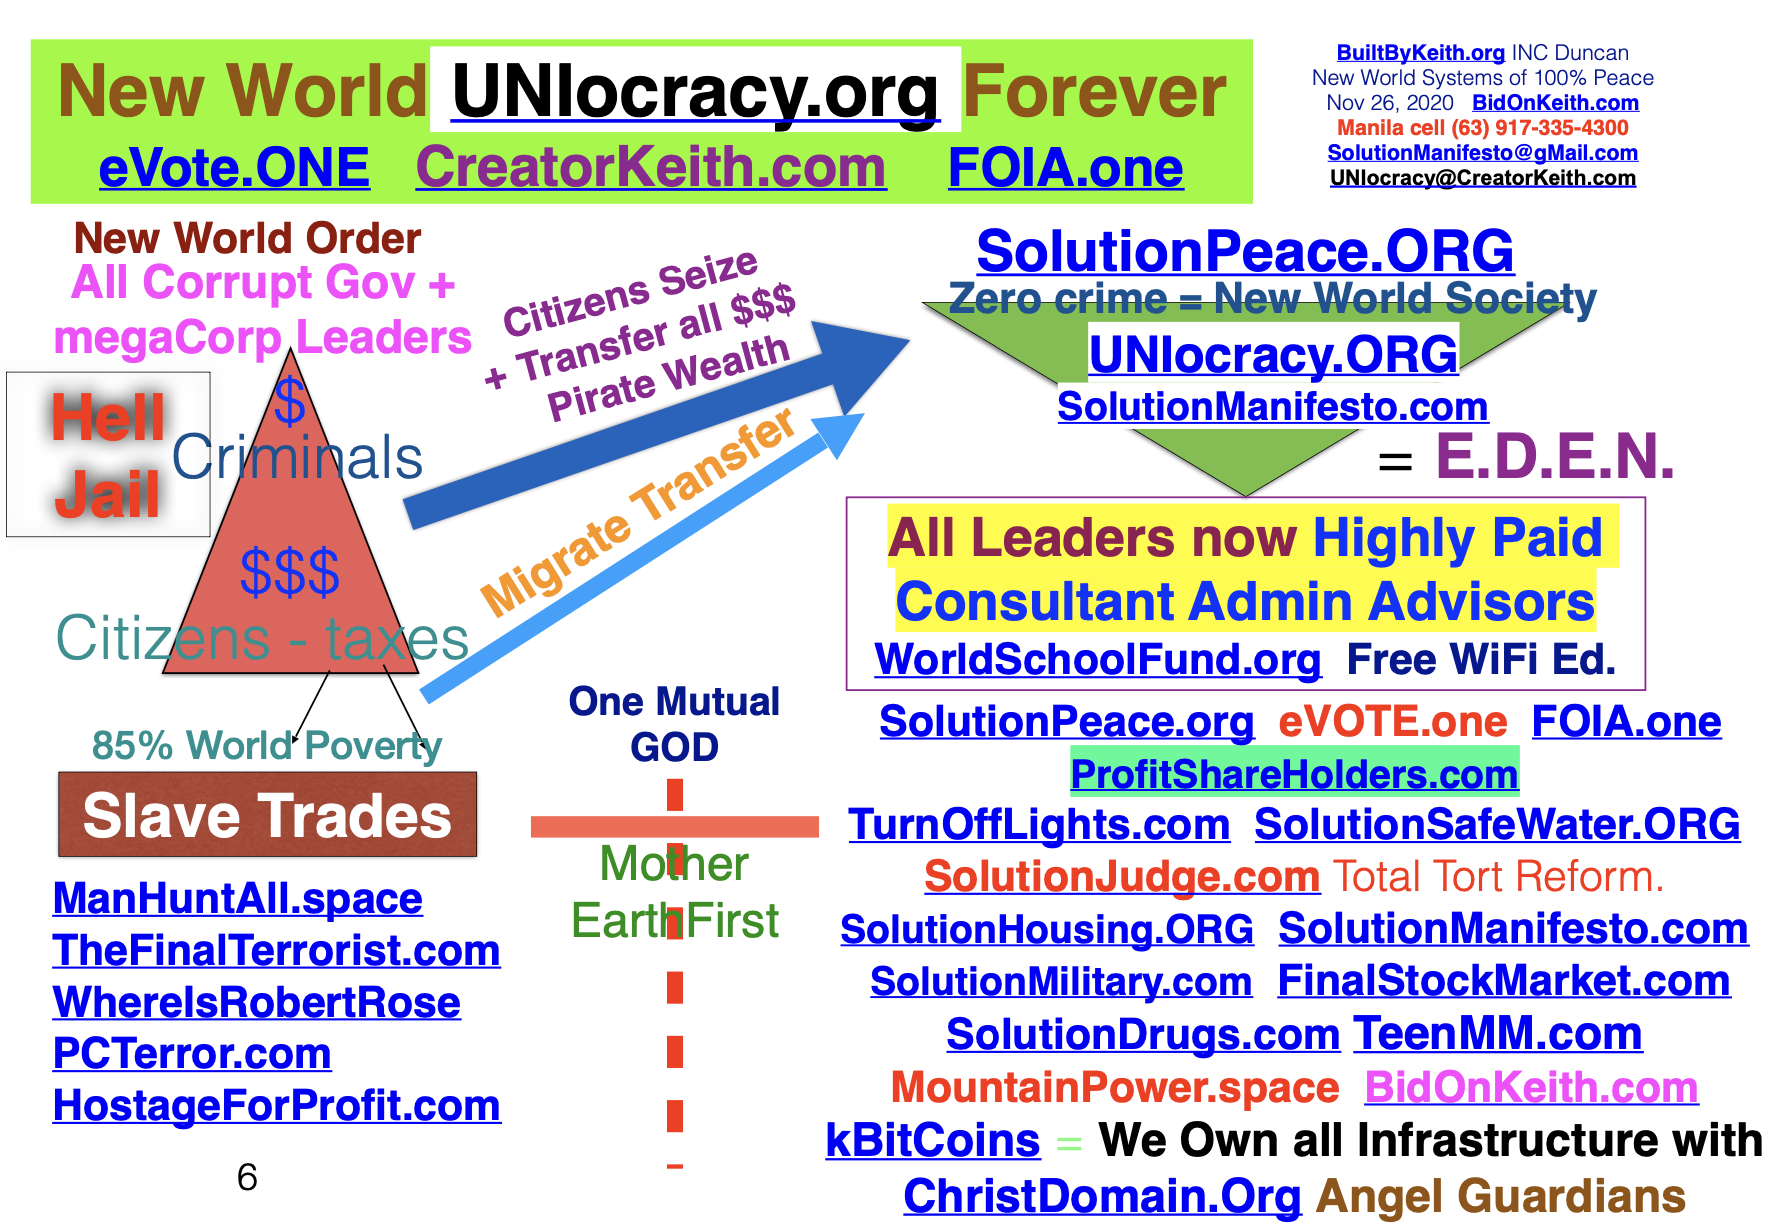 New World UNIocracy.org Forever
eVote.ONE CreatorKeith.com FOIA.one
BuiltByKeith.org INC Duncan
New World Systems of 100% Peace
Nov 26, 2020 BidOnKeith.com
Manila cell (63) 917-335-4300
SolutionManifesto@gMail.com
UNIocracy@CreatorKeith.com
New World Order
All Corrupt Gov +
megaCorp Leaders
Hell
Jail
$
Criminals
$$$
Citizens - taxes
85% World Poverty
Slave Trades
ManHuntAll.space
TheFinalTerrorist.com
WhereIsRobertRose
PCTerror.com
HostageForProfit.com
6
Citizens Seize
+ Transfer all $$$
Pirate Wealth
Migrate Transfer
One Mutual
GOD
Mother
EarthFirst
SolutionPeace.ORG
Zero crime = New World Society
UNIocracy.ORG
SolutionManifesto.com
= E.D.E.N.
All Leaders now Highly Paid
Consultant Admin Advisors
WorldSchoolFund.org Free WiFi Ed.
SolutionPeace.org eVOTE.one FOIA.one
ProfitShareHolders.com
TurnOffLights.com SolutionSafeWater.ORG
SolutionJudge.com Total Tort Reform.
SolutionHousing.ORG SolutionManifesto.com
SolutionMilitary.com FinalStockMarket.com
SolutionDrugs.com TeenMM.com
MountainPower.space BidOnKeith.com
kBitCoins = We Own all Infrastructure with
ChristDomain.Org Angel Guardians